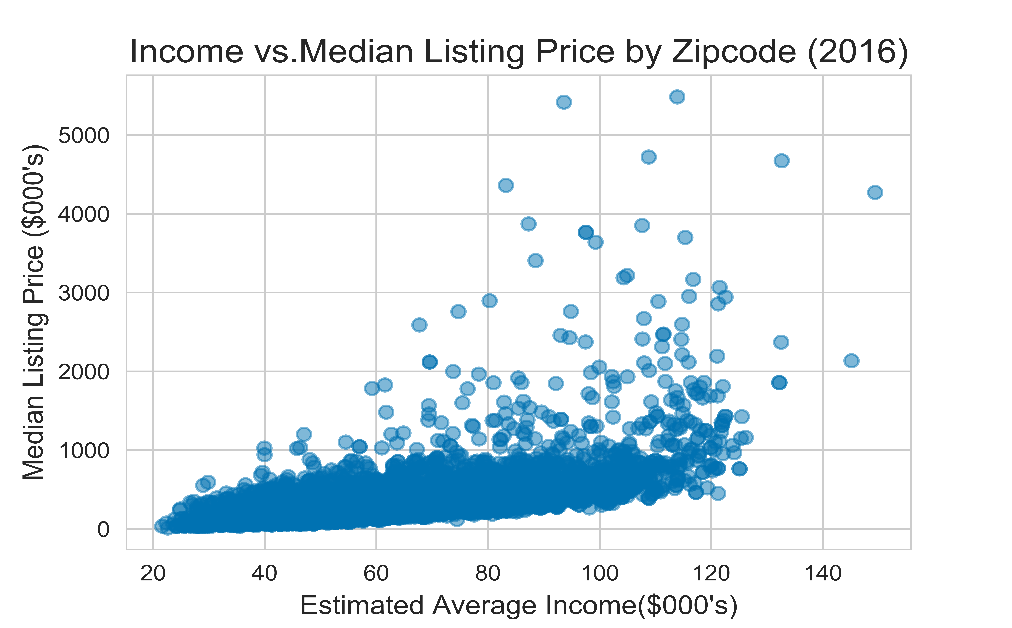 Income vs.Median Listing Price by Zipcode (2016)
Median Listing Price ($000's)
5000
4000
3000
2000
1000
0
20 40 60 80 100 120 140
Estimated Average Income($000's)